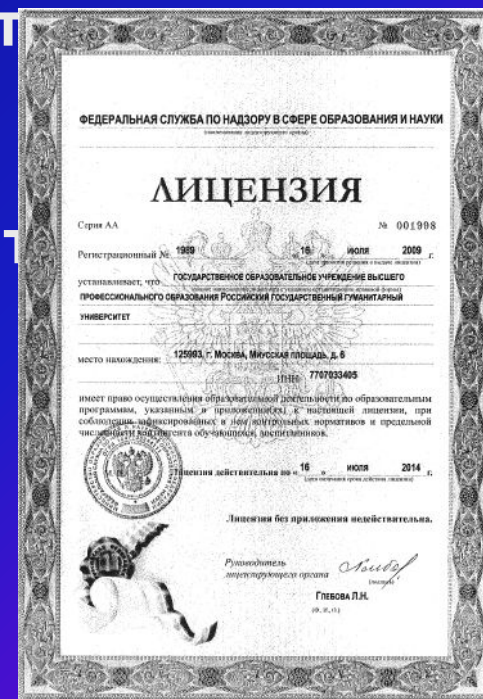 Т
ФЕДЕРАЛЬНАЯ СЛУЖБА ПО НАДЗОРУ В СФЕРЕ ОБРАЗОВАНИЯ И НАУКИ
ЛИЦЕНЗИЯ
Серия АА № 001998
Регистрационный № 1989 « 16 » июля 2009 г.
устанавливает, что ГОСУДАРСТВЕННОЕ ОБРАЗОВАТЕЛЬНОЕ УЧРЕЖДЕНИЕ ВЫСШЕГО
ПРОФЕССИОНАЛЬНОГО ОБРАЗОВАНИЯ РОССИЙСКИЙ ГОСУДАРСТВЕННЫЙ ГУМАНИТАРНЫЙ
УНИВЕРСИТЕТ
место нахождения: 125993, г. МОСКВА, МИУССКАЯ ПЛОЩАДЬ, д. 6
ИНН 7707033405
имеет право осуществления образовательной деятельности по образовательным
программам, указанным в приложении(ях) к настоящей лицензии, при
соблюдении зафиксированных в нем контрольных нормативов и предельной
численности контингента обучающихся, воспитанников.
Лицензия действительна по « 16 » июля 2014 г.
Лицензия без приложения недействительна.
Руководитель
лицензирующего органа
(подпись)
ГЛЕБОВА Л.Н.
(Ф.И.О)